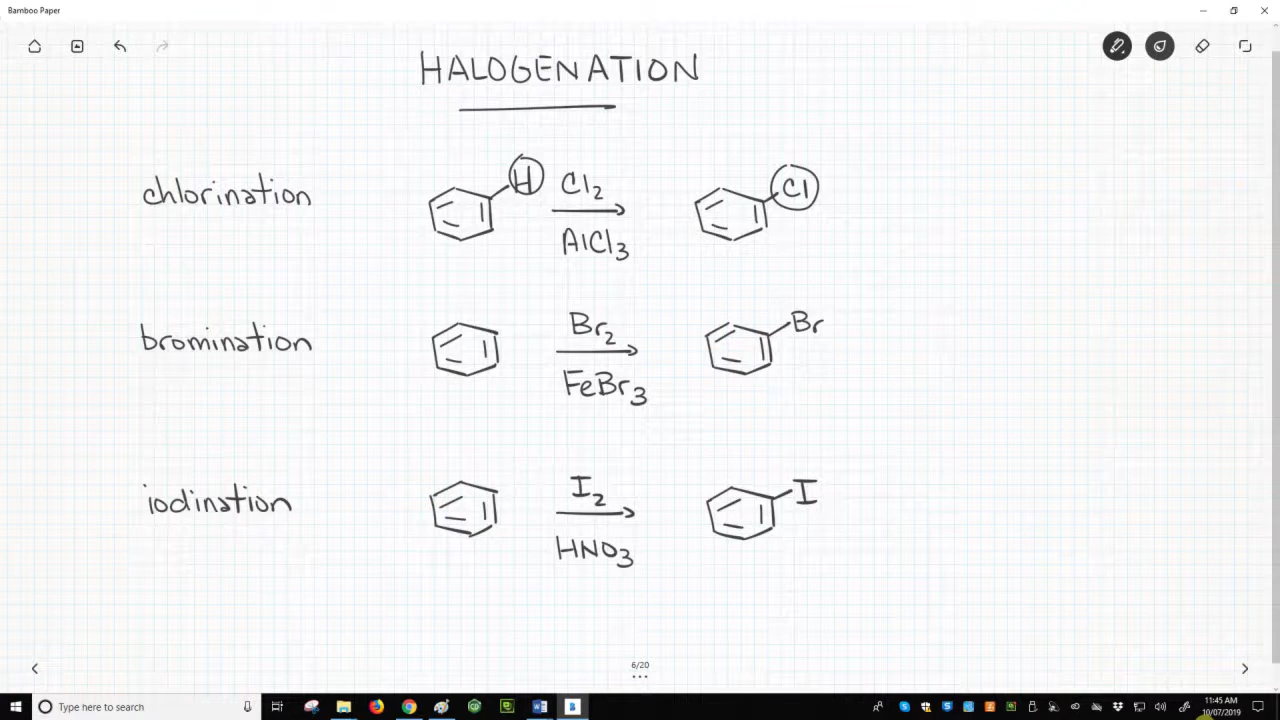 Bamboo Paper
HALOGENATION
chlorination
H
Cl2
AlCl3
Cl
bromination
Br2
FeBr3
Br
iodination
I2
HNO3
I
6/20
Type here to search
11:45 AM
10/07/2019